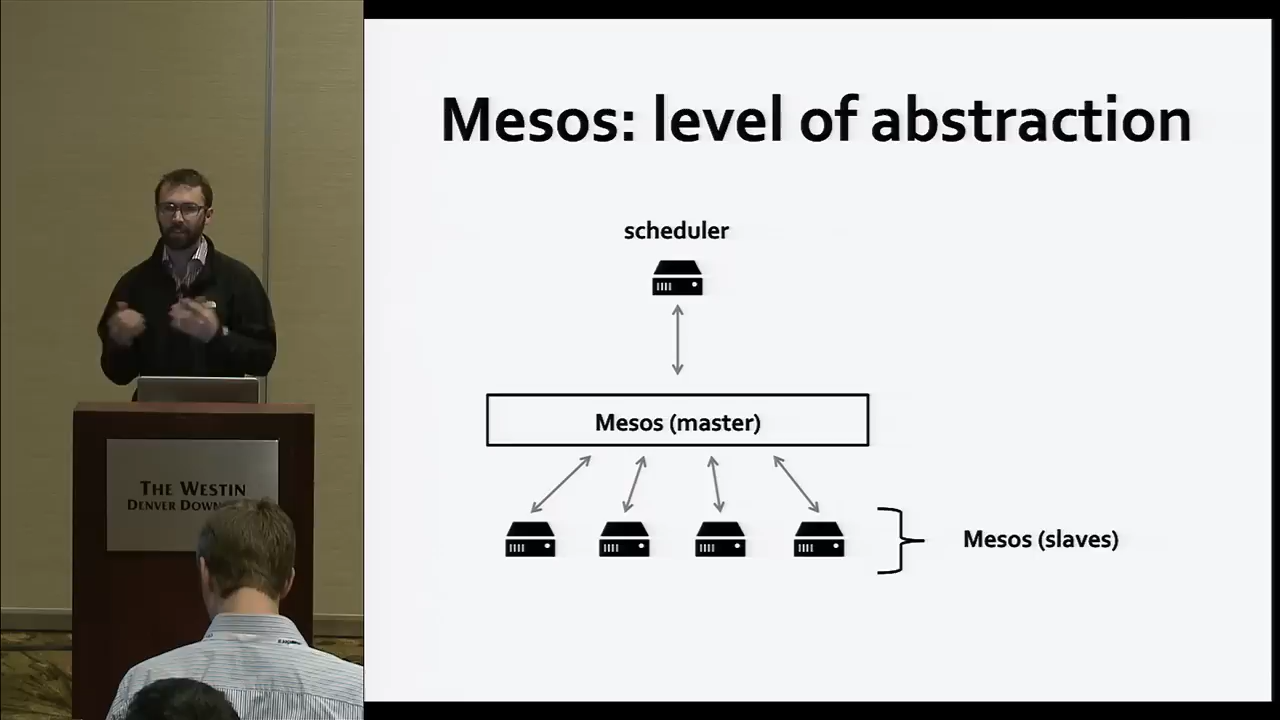 Mesos: level of abstraction
scheduler
Mesos (master)
Mesos (slaves)
THE WESTIN
DENVER DOWN